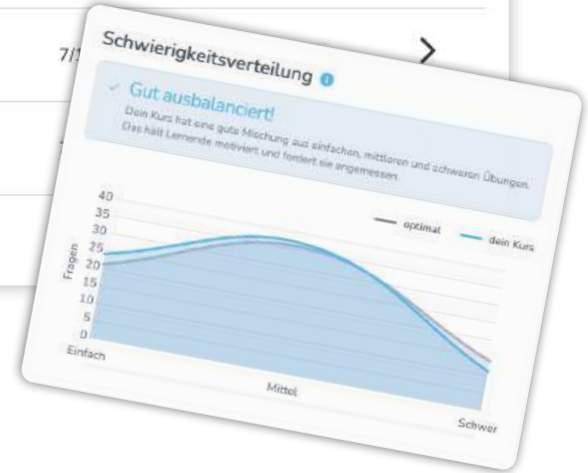 7/1
Schwierigkeitsverteilung
✓ Gut ausbalanciert!
Dein Kurs hat eine gute Mischung aus einfachen, mittleren und schweren Übungen.
Das hält Lernende motiviert und fordert sie angemessen.
optimal dein Kurs
40
35
30
25
20
15
10
5
0
Fragen
Einfach
Mittel
Schwer